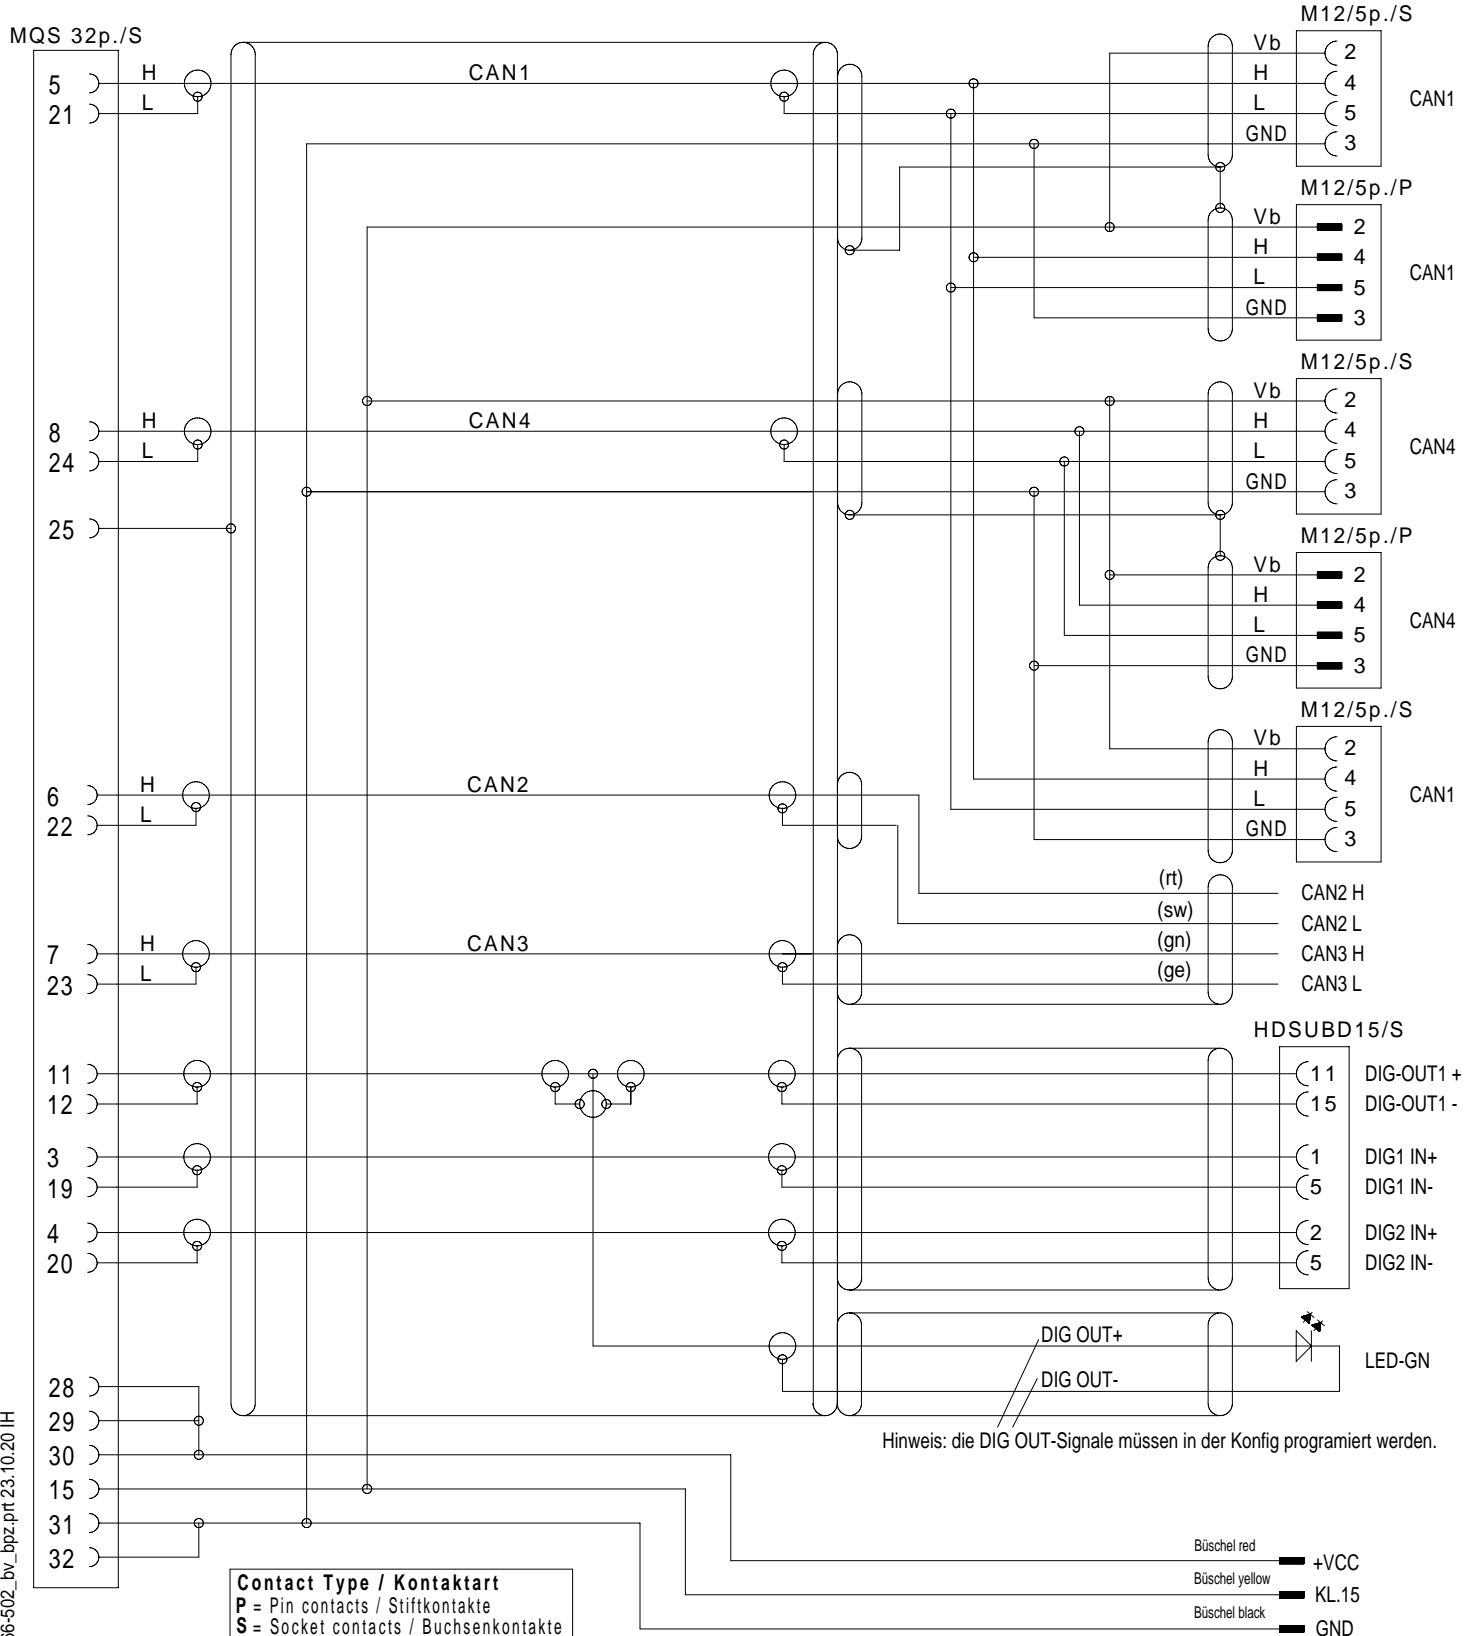 MQS 32p./S
5 H CAN1
21 L
8 H CAN4
24 L
25
6 H CAN2
22 L
7 H CAN3
23 L
11
12
3
19
4
20
28
29
30
15
31
32
M12/5p./S
Vb 2
H 4
L 5
GND 3
CAN1
M12/5p./P
Vb 2
H 4
L 5
GND 3
CAN1
M12/5p./S
Vb 2
H 4
L 5
GND 3
CAN4
M12/5p./P
Vb 2
H 4
L 5
GND 3
CAN4
M12/5p./S
Vb 2
H 4
L 5
GND 3
CAN1
(rt) CAN2 H
(sw) CAN2 L
(gn) CAN3 H
(ge) CAN3 L
HDSUBD15/S
11 DIG-OUT1 +
15 DIG-OUT1 -
1 DIG1 IN+
5 DIG1 IN-
2 DIG2 IN+
5 DIG2 IN-
DIG OUT+
DIG OUT-
LED-GN
Hinweis: die DIG OUT-Signale müssen in der Konfig programiert werden.
Büschel red +VCC
Büschel yellow KL.15
Büschel black GND
Contact Type / Kontaktart
P = Pin contacts / Stiftkontakte
S = Socket contacts / Buchsenkontakte
66-502_bv_bpz.prt 23.10.20 IH